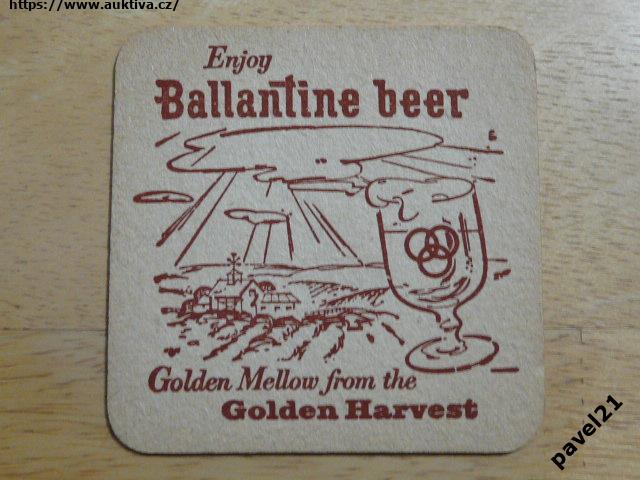 https://www.auktiva.cz/
Enjoy
Ballantine beer
Golden Mellow from the
Golden Harvest
pavel21